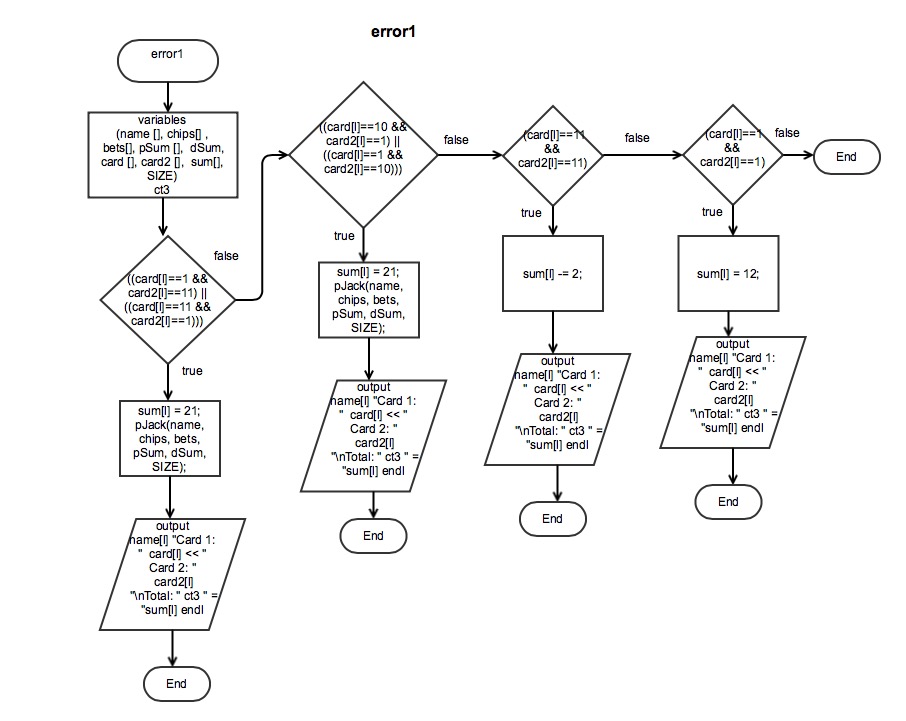 error1
error1
variables
(name [], chips[] ,
bets[], pSum [], dSum,
card [], card2 [], sum[],
SIZE)
ct3
((card[I]==1 &&
card2[I]==11) ||
((card[I]==11 &&
card2[I]==1)))
false
true
sum[I] = 21;
pJack(name,
chips, bets,
pSum, dSum,
SIZE);
output
name[I] "Card 1:
" card[I] << "
Card 2: "
card2[I]
"\nTotal: " ct3 " =
"sum[I] endl
End
((card[I]==10 &&
card2[I]==1) ||
((card[I]==1 &&
card2[I]==10)))
false
true
sum[I] = 21;
pJack(name,
chips, bets,
pSum, dSum,
SIZE);
output
name[I] "Card 1:
" card[I] << "
Card 2: "
card2[I]
"\nTotal: " ct3 " =
"sum[I] endl
End
(card[I]==11
&&
card2[I]==11)
false
true
sum[I] -= 2;
output
name[I] "Card 1:
" card[I] << "
Card 2: "
card2[I]
"\nTotal: " ct3 " =
"sum[I] endl
End
(card[I]==1
&&
card2[I]==1)
false
End
true
sum[I] = 12;
output
name[I] "Card 1:
" card[I] << "
Card 2: "
card2[I]
"\nTotal: " ct3 " =
"sum[I] endl
End